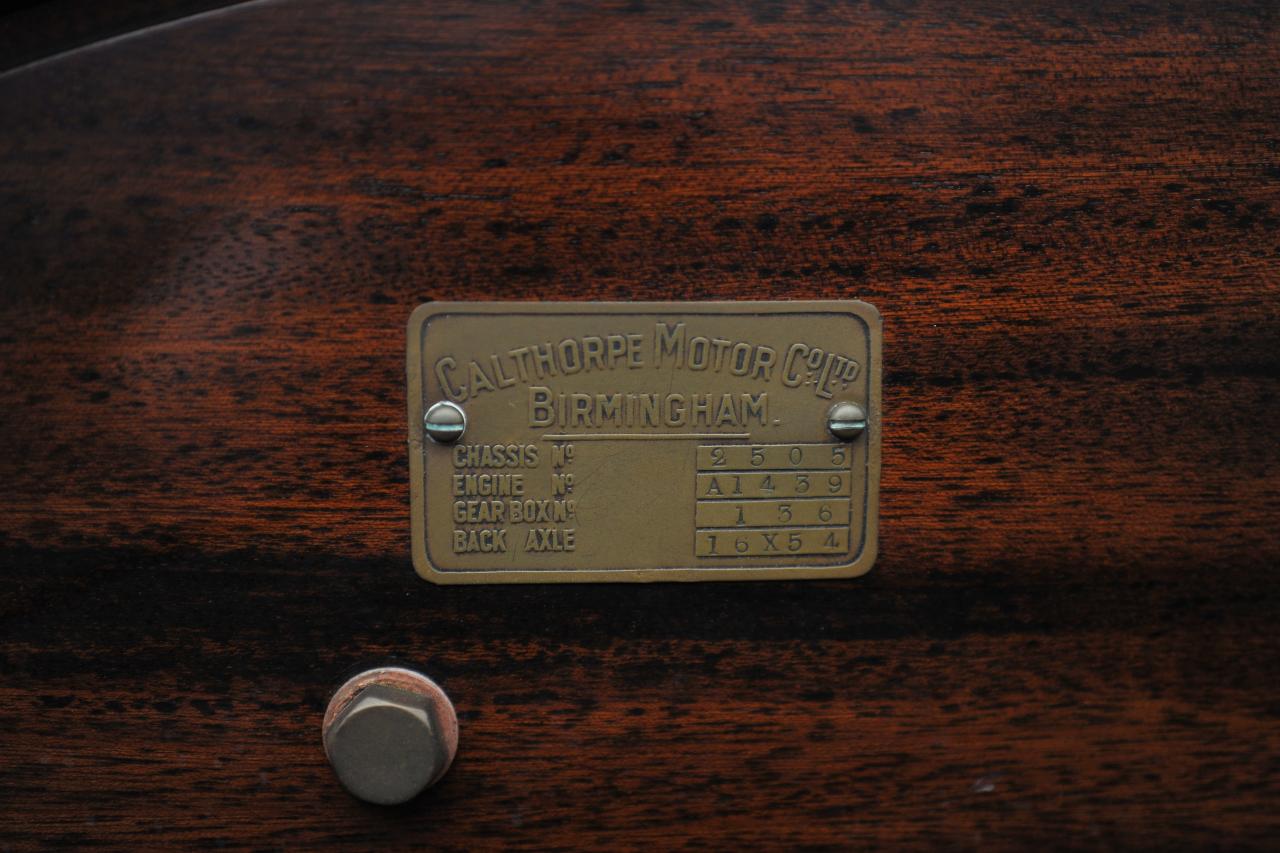 CALTHORPE MOTOR Co. LTD
BIRMINGHAM.
CHASSIS No. 2505
ENGINE No. A1439
GEAR BOX No. 136
BACK AXLE 16X54